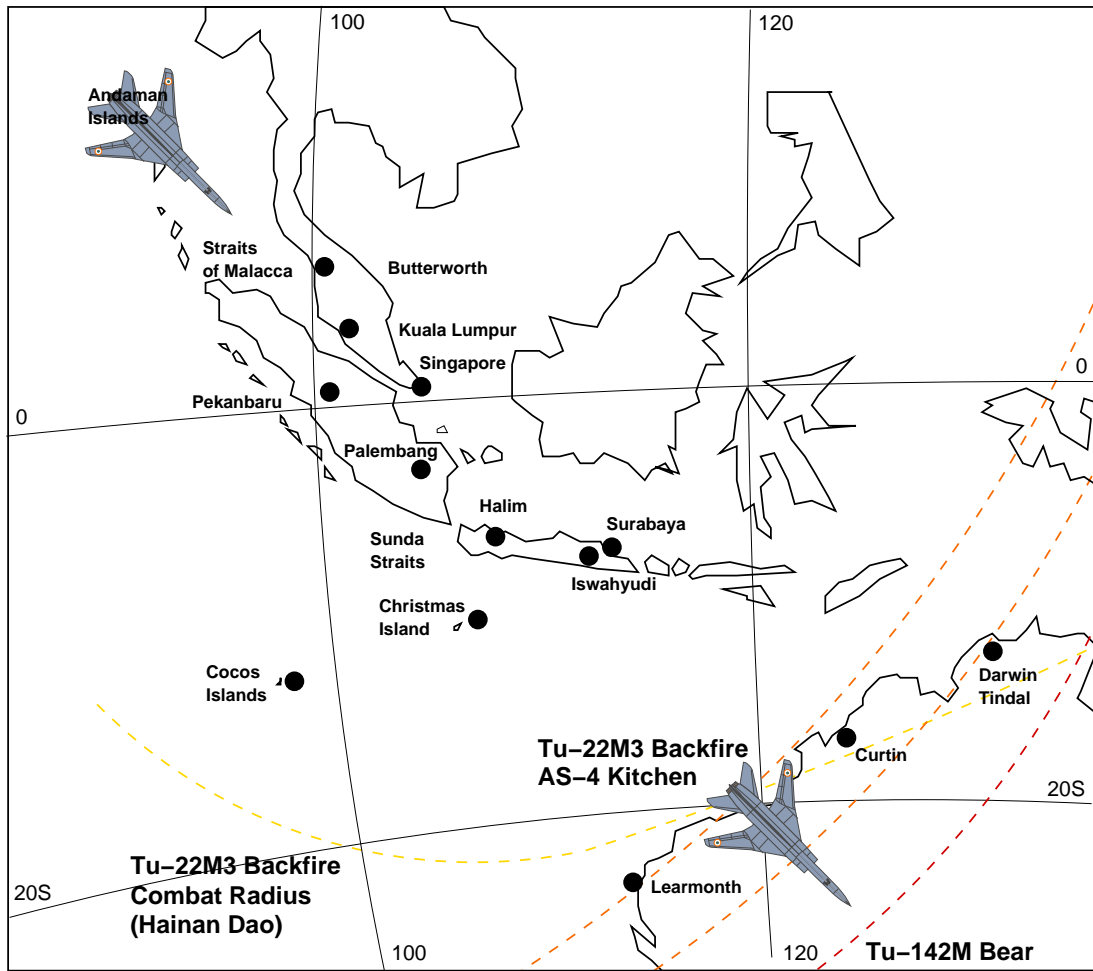 100
120
Andaman
Islands
Straits
of Malacca
Butterworth
Kuala Lumpur
Singapore
0
Pekanbaru
0
Palembang
Halim
Surabaya
Sunda
Straits
Iswahyudi
Christmas
Island
Cocos
Islands
Darwin
Tindal
Tu−22M3 Backfire
AS−4 Kitchen
Curtin
20S
Tu−22M3 Backfire
Combat Radius
(Hainan Dao)
Learmonth
20S
100
120
Tu−142M Bear